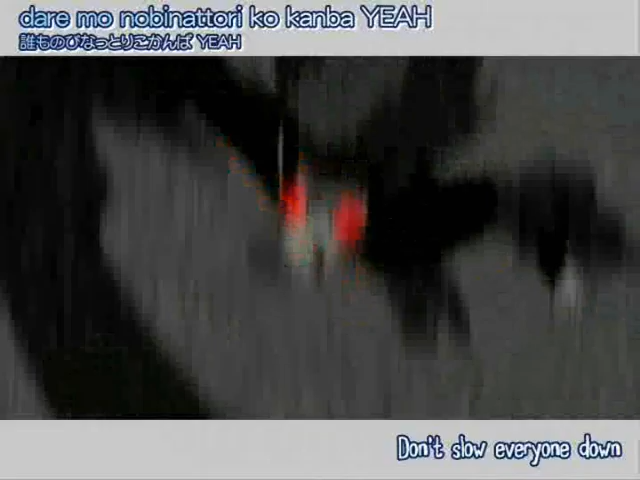 dare mo nobinattori ko kanba YEAH
誰ものびなっとりこかんば YEAH
Don't slow everyone down